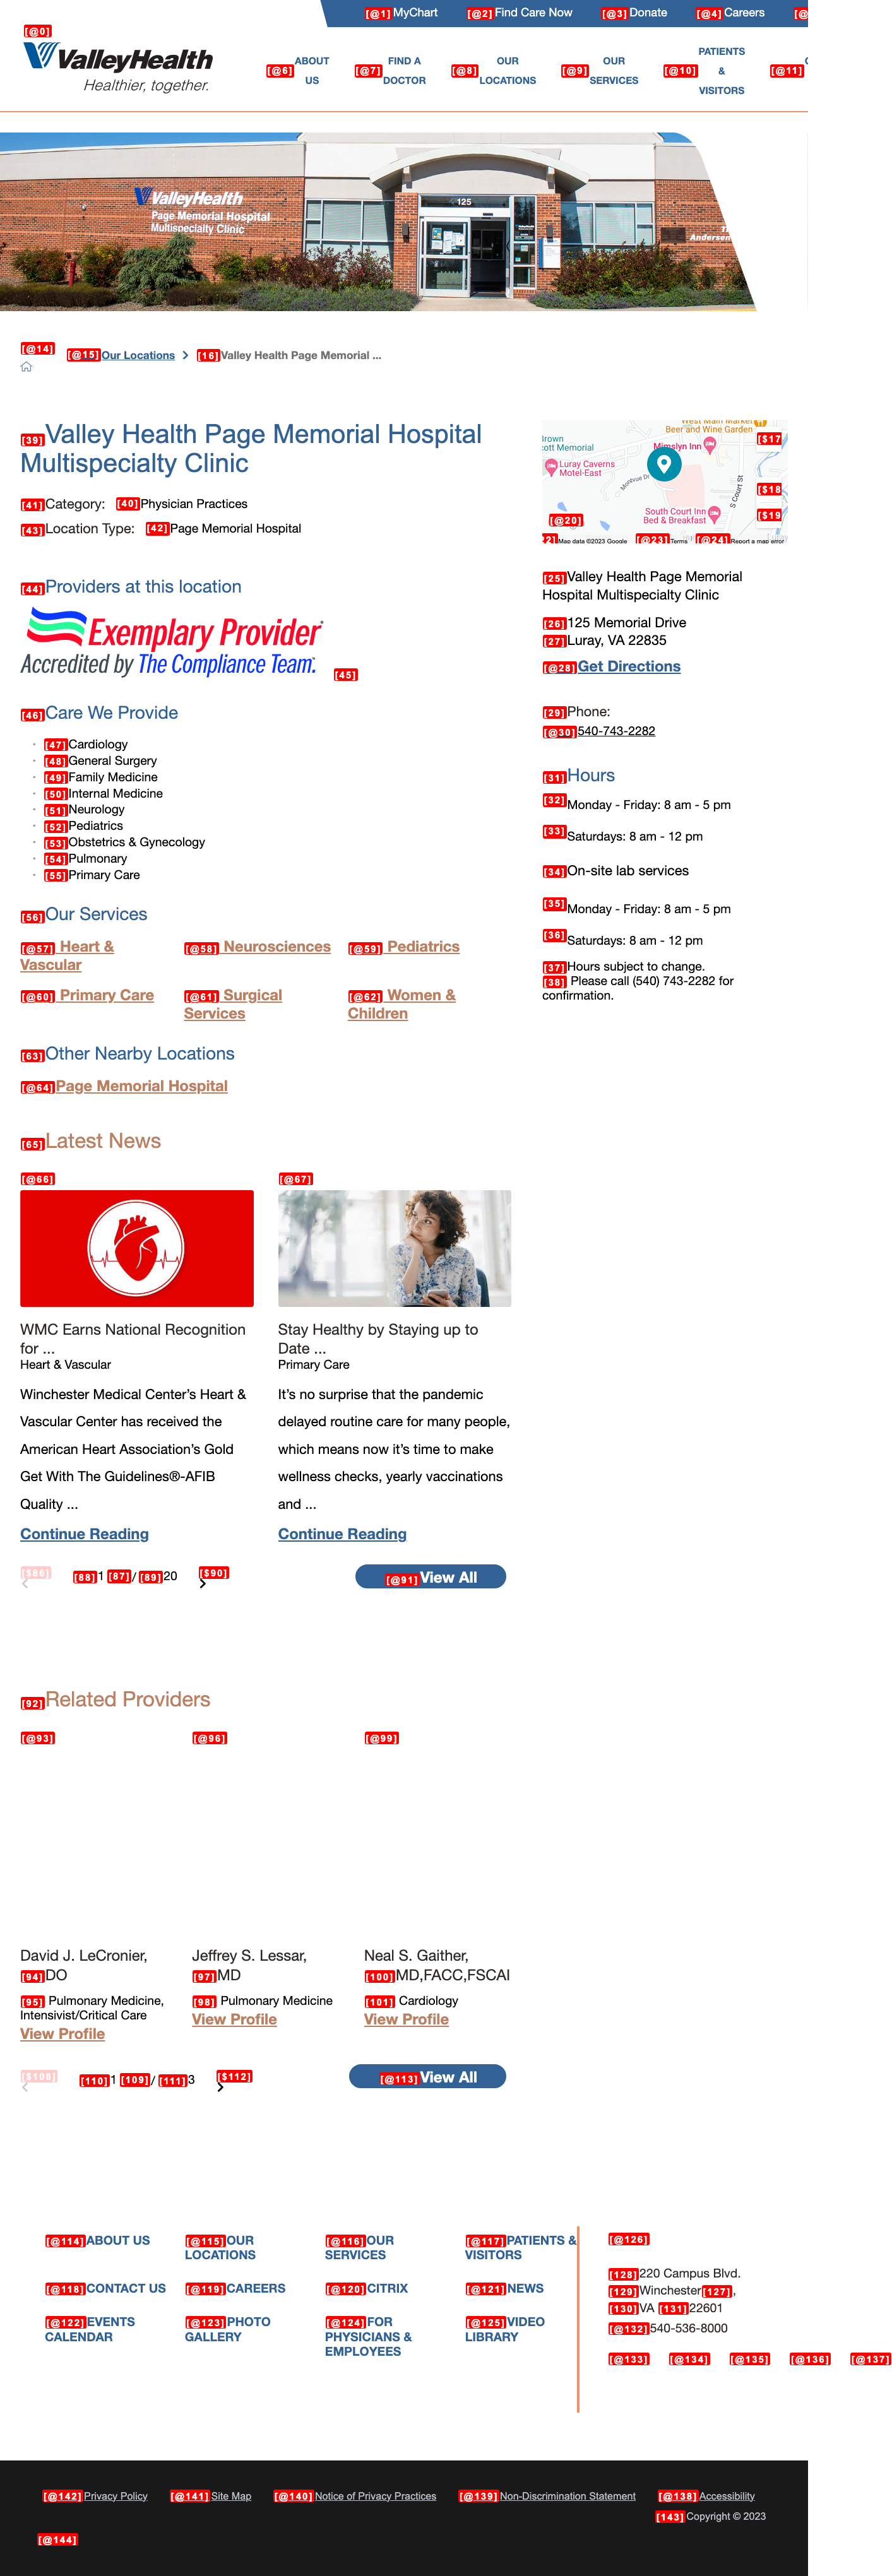 [@0]
ValleyHealth
Healthier, together.
[@1] MyChart [@2] Find Care Now [@3] Donate [@4] Careers [@
[@6] ABOUT US [@7] FIND A DOCTOR [@8] OUR LOCATIONS [@9] OUR SERVICES [@10] PATIENTS & VISITORS [@11]
ValleyHealth
Page Memorial Hospital
Multispecialty Clinic
125
[@14] [@15] Our Locations [16] Valley Health Page Memorial ...
[39] Valley Health Page Memorial Hospital
Multispecialty Clinic
[41] Category: [40] Physician Practices
[43] Location Type: [42] Page Memorial Hospital
[44] Providers at this location
Exemplary Provider
Accredited by The Compliance Team.
[45]
[46] Care We Provide
[47] Cardiology
[48] General Surgery
[49] Family Medicine
[50] Internal Medicine
[51] Neurology
[52] Pediatrics
[53] Obstetrics & Gynecology
[54] Pulmonary
[55] Primary Care
[56] Our Services
[@57] Heart & Vascular [@58] Neurosciences [@59] Pediatrics
[@60] Primary Care [@61] Surgical Services [@62] Women & Children
[63] Other Nearby Locations
[@64] Page Memorial Hospital
West Main Market
Beer and Wine Garden
Mimslyn Inn
Luray Caverns
Motel-East
Montvue Dr
S Court St
South Court Inn
Bed & Breakfast
[$17
[$18
[$19
[@20]
Map data ©2023 Google [@23] Terms [@24] Report a map error
[25] Valley Health Page Memorial
Hospital Multispecialty Clinic
[26] 125 Memorial Drive
[27] Luray, VA 22835
[@28] Get Directions
[29] Phone:
[@30] 540-743-2282
[31] Hours
[32] Monday - Friday: 8 am - 5 pm
[33] Saturdays: 8 am - 12 pm
[34] On-site lab services
[35] Monday - Friday: 8 am - 5 pm
[36] Saturdays: 8 am - 12 pm
[37] Hours subject to change.
[38] Please call (540) 743-2282 for
confirmation.
[65] Latest News
[@66]
WMC Earns National Recognition
for ...
Heart & Vascular
Winchester Medical Center's Heart &
Vascular Center has received the
American Heart Association's Gold
Get With The Guidelines®-AFIB
Quality ...
Continue Reading
[@67]
Stay Healthy by Staying up to
Date ...
Primary Care
It's no surprise that the pandemic
delayed routine care for many people,
which means now it's time to make
wellness checks, yearly vaccinations
and ...
Continue Reading
[$86] [88] 1 [87] / [89] 20 [$90] [@91] View All
[92] Related Providers
[@93] [@96] [@99]
David J. LeCronier,
[94] DO
[95] Pulmonary Medicine,
Intensivist/Critical Care
View Profile
Jeffrey S. Lessar,
[97] MD
[98] Pulmonary Medicine
View Profile
Neal S. Gaither,
[100] MD,FACC,FSCAI
[101] Cardiology
View Profile
[$108] [110] 1 [109] / [111] 3 [$112] [@113] View All
[@114] ABOUT US [@115] OUR LOCATIONS [@116] OUR SERVICES [@117] PATIENTS & VISITORS
[@118] CONTACT US [@119] CAREERS [@120] CITRIX [@121] NEWS
[@122] EVENTS CALENDAR [@123] PHOTO GALLERY [@124] FOR PHYSICIANS & EMPLOYEES [@125] VIDEO LIBRARY
[@126]
[128] 220 Campus Blvd.
[129] Winchester [127] ,
[130] VA [131] 22601
[@132] 540-536-8000
[@133] [@134] [@135] [@136] [@137]
[@142] Privacy Policy [@141] Site Map [@140] Notice of Privacy Practices [@139] Non-Discrimination Statement [@138] Accessibility
[143] Copyright © 2023
[@144]